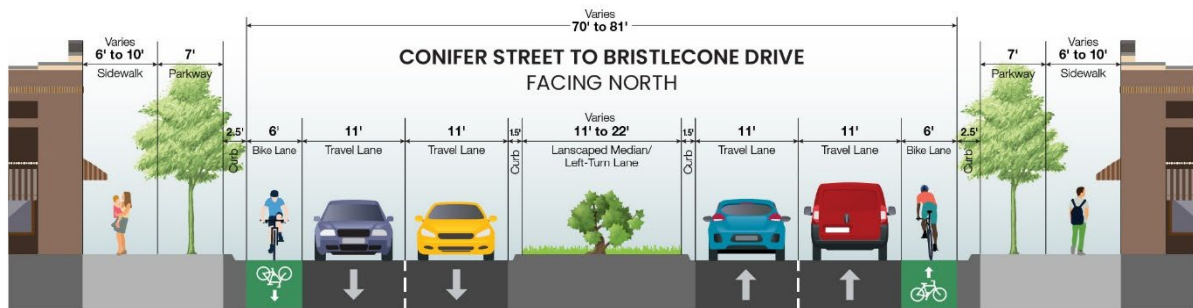 Varies
70' to 81'
CONIFER STREET TO BRISTLECONE DRIVE
FACING NORTH
Varies
6' to 10'
Sidewalk
7'
Parkway
2.5'
Curb
6'
Bike Lane
11'
Travel Lane
11'
Travel Lane
1.5'
Curb
Varies
11' to 22'
Lanscaped Median/
Left-Turn Lane
1.5'
Curb
11'
Travel Lane
11'
Travel Lane
6'
Bike Lane
2.5'
Curb
7'
Parkway
Varies
6' to 10'
Sidewalk